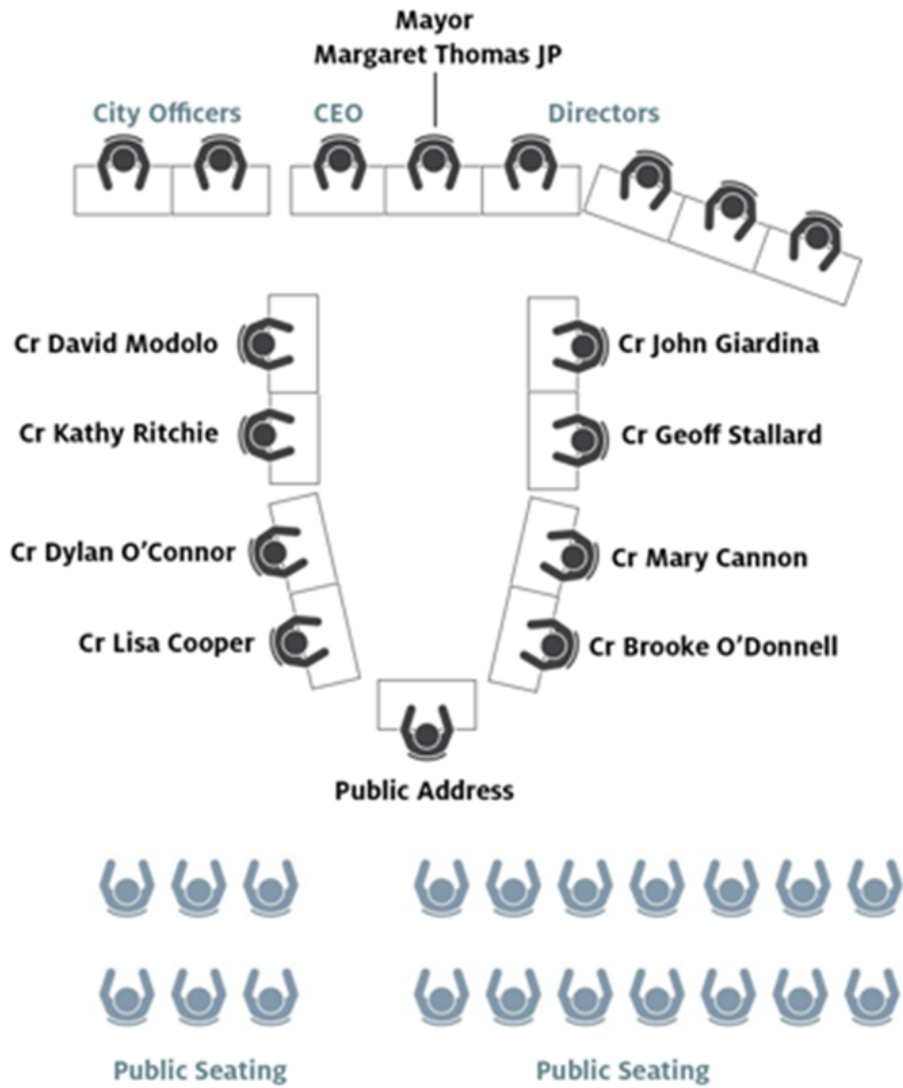 Mayor
Margaret Thomas JP
City Officers
CEO
Directors
Cr David Modolo
Cr John Giardina
Cr Kathy Ritchie
Cr Geoff Stallard
Cr Dylan O’Connor
Cr Mary Cannon
Cr Lisa Cooper
Cr Brooke O’Donnell
Public Address
Public Seating
Public Seating